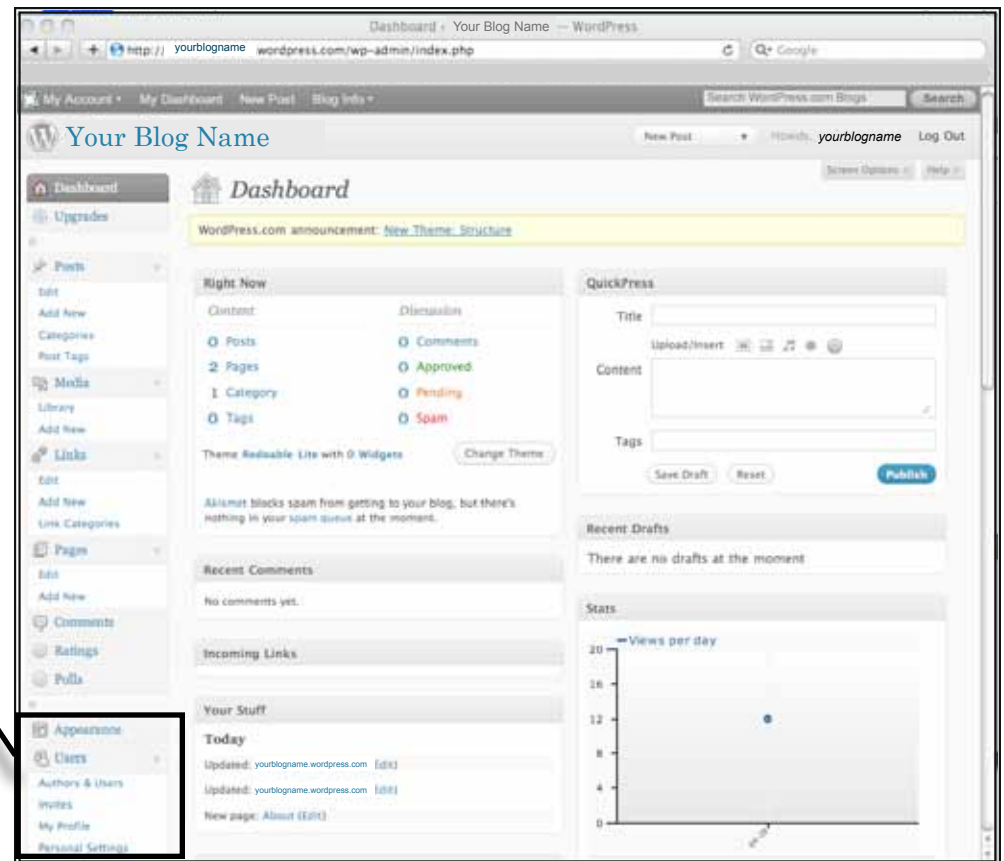 Dashboard ‹ Your Blog Name — WordPress
http:// yourblogname wordpress.com/wp-admin/index.php
Google
My Account
My Dashboard
New Post
Blog Info
Search WordPress.com Blogs
Search
Your Blog Name
New Post
Howdy, yourblogname
Log Out
Screen Options
Help
Dashboard
Dashboard
Upgrades
WordPress.com announcement: New Theme: Structure
Posts
Edit
Add New
Categories
Post Tags
Media
Library
Add New
Links
Edit
Add New
Link Categories
Pages
Edit
Add New
Comments
Ratings
Polls
Appearance
Users
Authors & Users
Invites
My Profile
Personal Settings
Right Now
Content
Discussion
0 Posts
0 Comments
2 Pages
0 Approved
1 Category
0 Pending
0 Tags
0 Spam
Theme Redoable Lite with 0 Widgets
Change Theme
Akismet blocks spam from getting to your blog, but there's
nothing in your spam queue at the moment.
Recent Comments
No comments yet.
Incoming Links
Your Stuff
Today
Updated: yourblogname.wordpress.com (Edit)
Updated: yourblogname.wordpress.com (Edit)
New page: About (Edit)
QuickPress
Title
Upload/Insert
Content
Tags
Save Draft
Reset
Publish
Recent Drafts
There are no drafts at the moment
Stats
Views per day
20
16
12
8
4
0